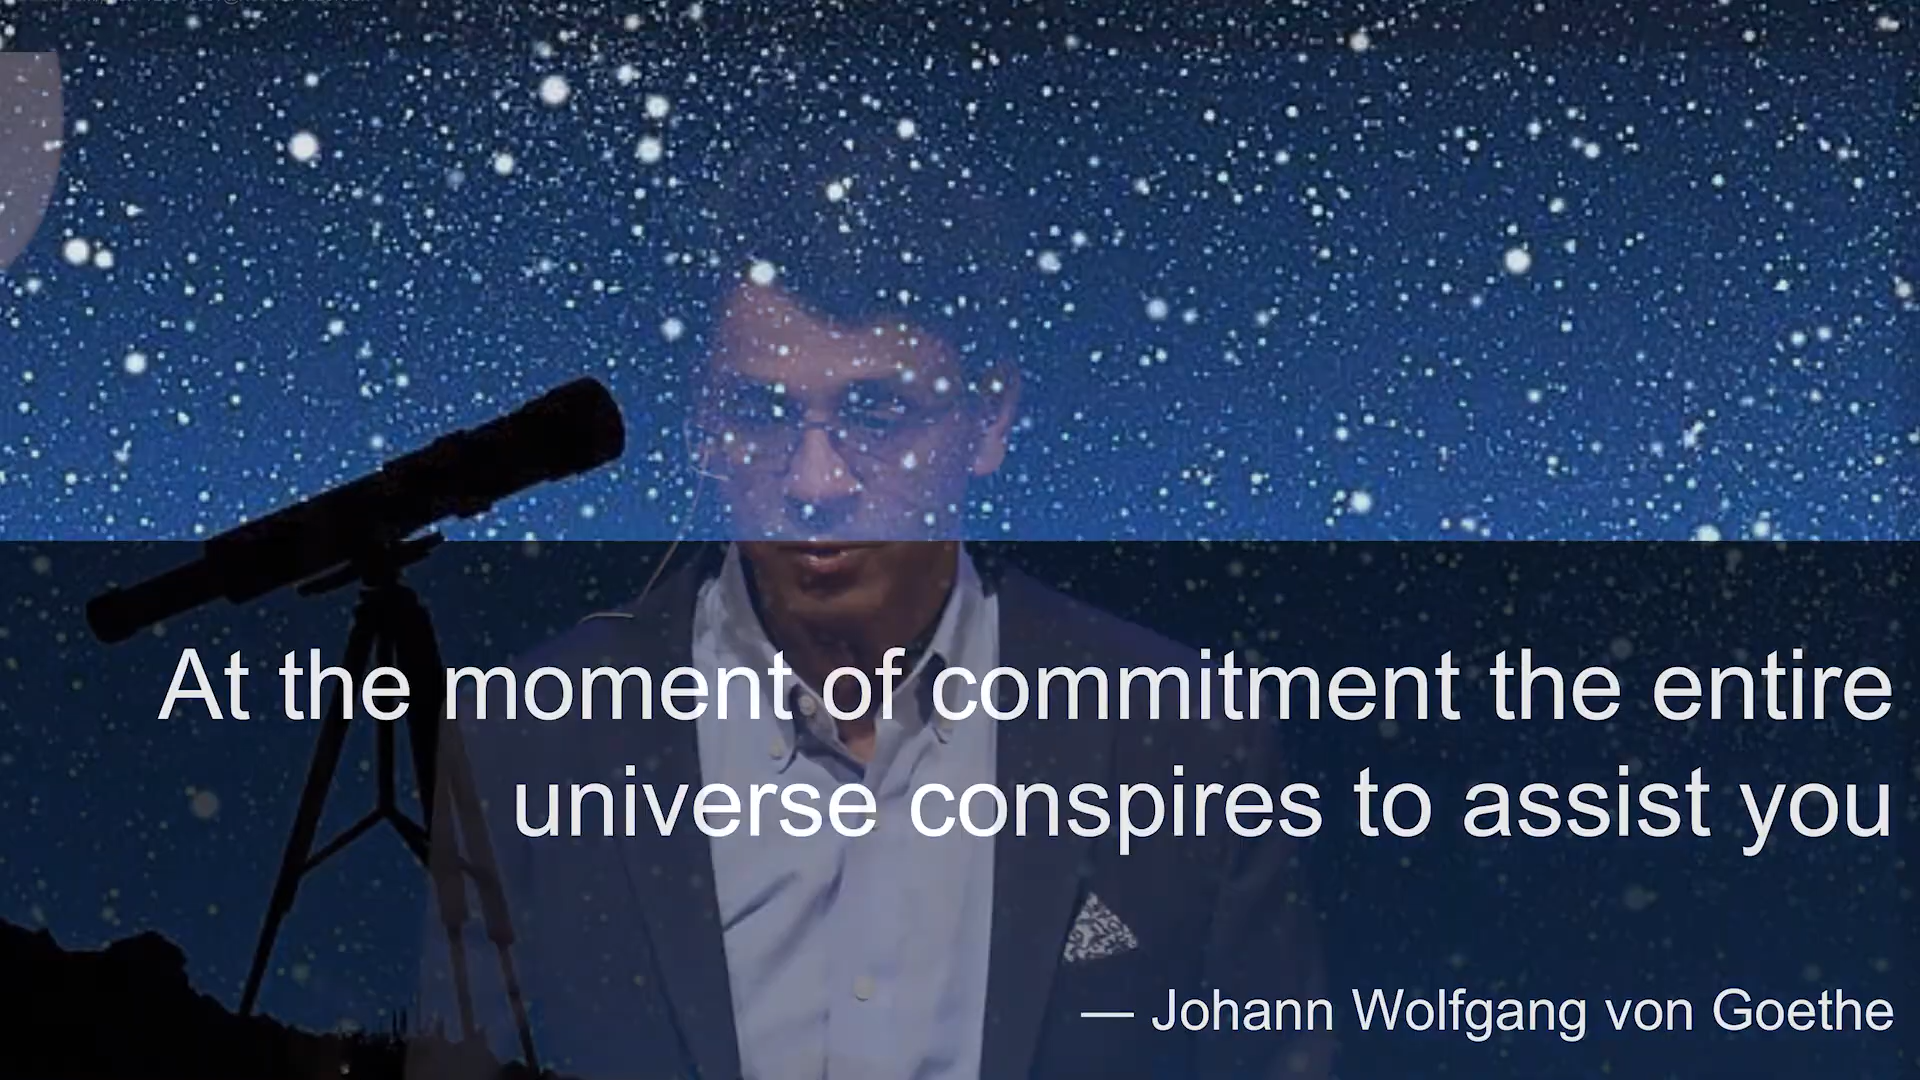 At the moment of commitment the entire
universe conspires to assist you
— Johann Wolfgang von Goethe